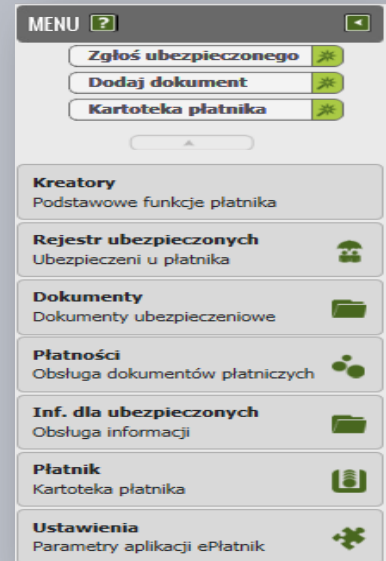 MENU ?
Zgłoś ubezpieczonego
Dodaj dokument
Kartoteka płatnika
Kreatory
Podstawowe funkcje płatnika
Rejestr ubezpieczonych
Ubezpieczeni u płatnika
Dokumenty
Dokumenty ubezpieczeniowe
Płatności
Obsługa dokumentów płatniczych
Inf. dla ubezpieczonych
Obsługa informacji
Płatnik
Kartoteka płatnika
Ustawienia
Parametry aplikacji ePłatnik